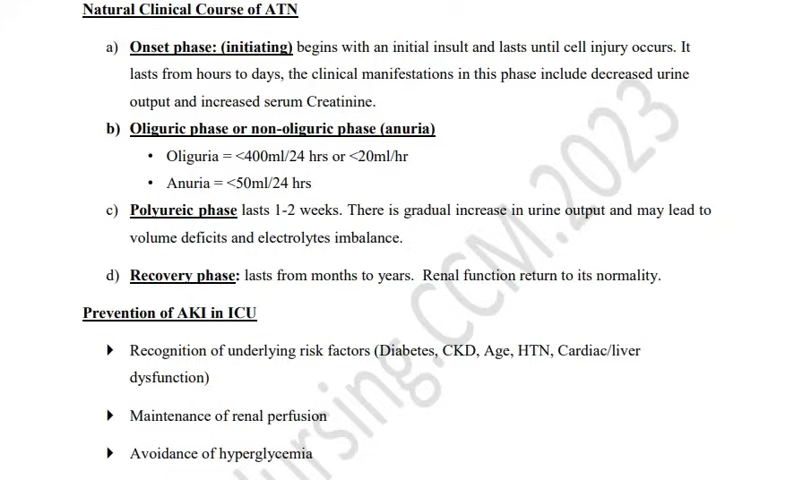 Natural Clinical Course of ATN
a) Onset phase: (initiating) begins with an initial insult and lasts until cell injury occurs. It
lasts from hours to days, the clinical manifestations in this phase include decreased urine
output and increased serum Creatinine.
b) Oliguric phase or non-oliguric phase (anuria)
• Oliguria = <400ml/24 hrs or <20ml/hr
• Anuria = <50ml/24 hrs
c) Polyureic phase lasts 1-2 weeks. There is gradual increase in urine output and may lead to
volume deficits and electrolytes imbalance.
d) Recovery phase: lasts from months to years. Renal function return to its normality.
Prevention of AKI in ICU
Recognition of underlying risk factors (Diabetes, CKD, Age, HTN, Cardiac/liver
dysfunction)
Maintenance of renal perfusion
Avoidance of hyperglycemia
ursing.CCM.2023